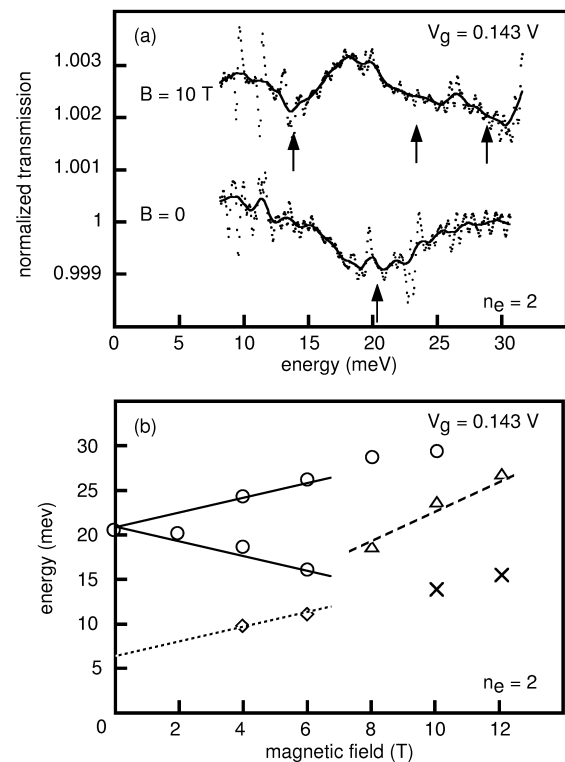 (a)
V_g = 0.143 V
1.003
B = 10 T
1.002
1.001
B = 0
1
0.999
n_e = 2
normalized transmission
0 5 10 15 20 25 30
energy (meV)
(b)
V_g = 0.143 V
30
25
20
15
10
5
0
energy (mev)
n_e = 2
0 2 4 6 8 10 12
magnetic field (T)